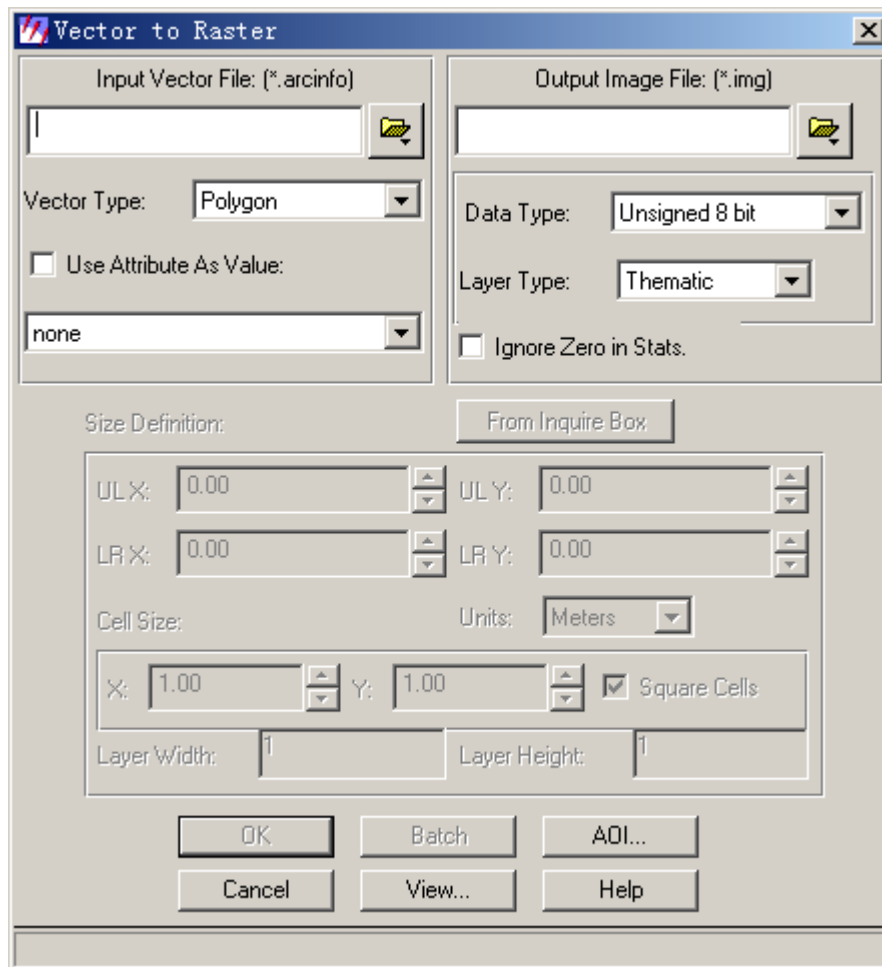 Vector to Raster
Input Vector File: (*.arcinfo)
Output Image File: (*.img)
Vector Type:
Polygon
Data Type:
Unsigned 8 bit
Use Attribute As Value:
Layer Type:
Thematic
none
Ignore Zero in Stats.
Size Definition:
From Inquire Box
UL X:
0.00
UL Y:
0.00
LR X:
0.00
LR Y:
0.00
Cell Size:
Units:
Meters
X:
1.00
Y:
1.00
Square Cells
Layer Width:
1
Layer Height:
1
OK
Batch
AOI...
Cancel
View...
Help